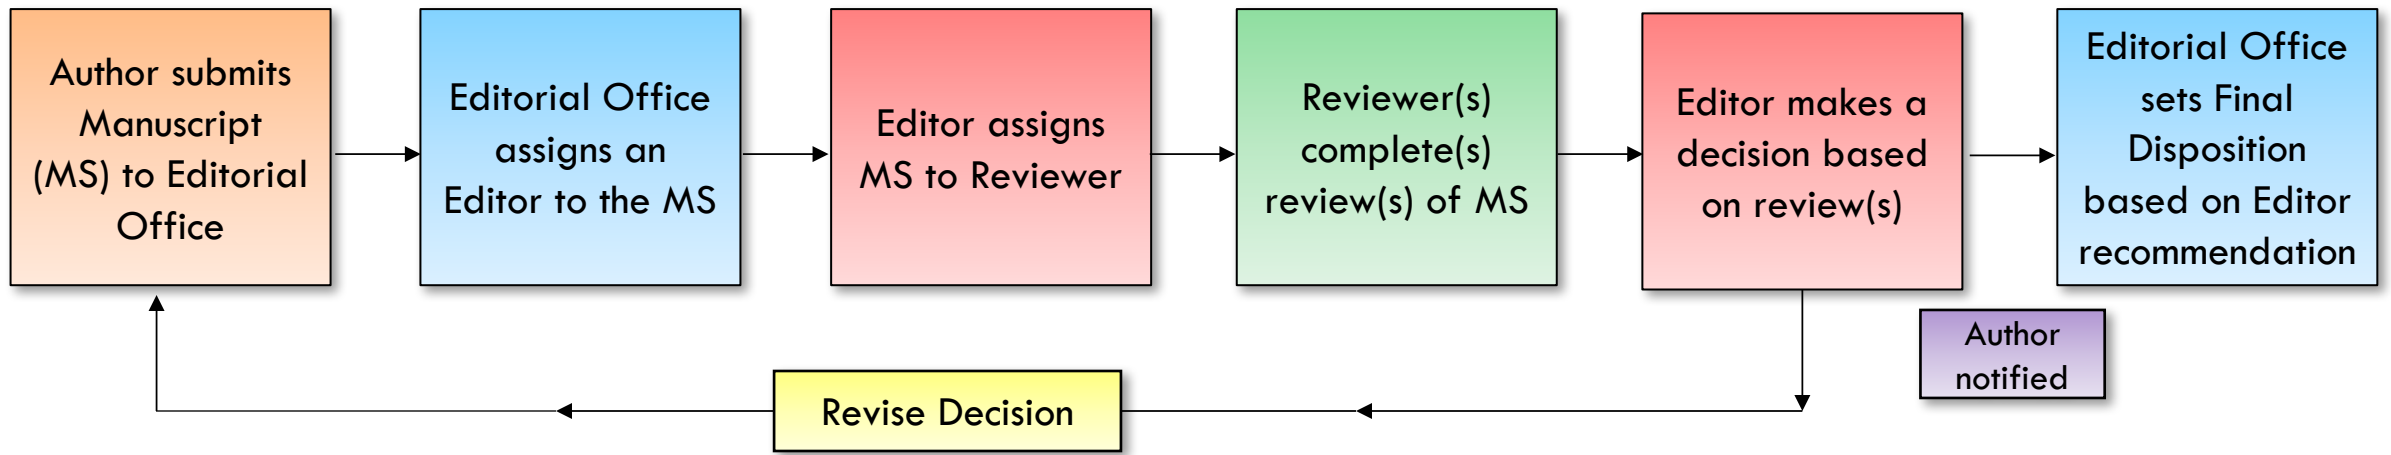 Author submits
Manuscript
(MS) to Editorial
Office
Editorial Office
assigns an
Editor to the MS
Editor assigns
MS to Reviewer
Reviewer(s)
complete(s)
review(s) of MS
Editor makes a
decision based
on review(s)
Editorial Office
sets Final
Disposition
based on Editor
recommendation
Author
notified
Revise Decision